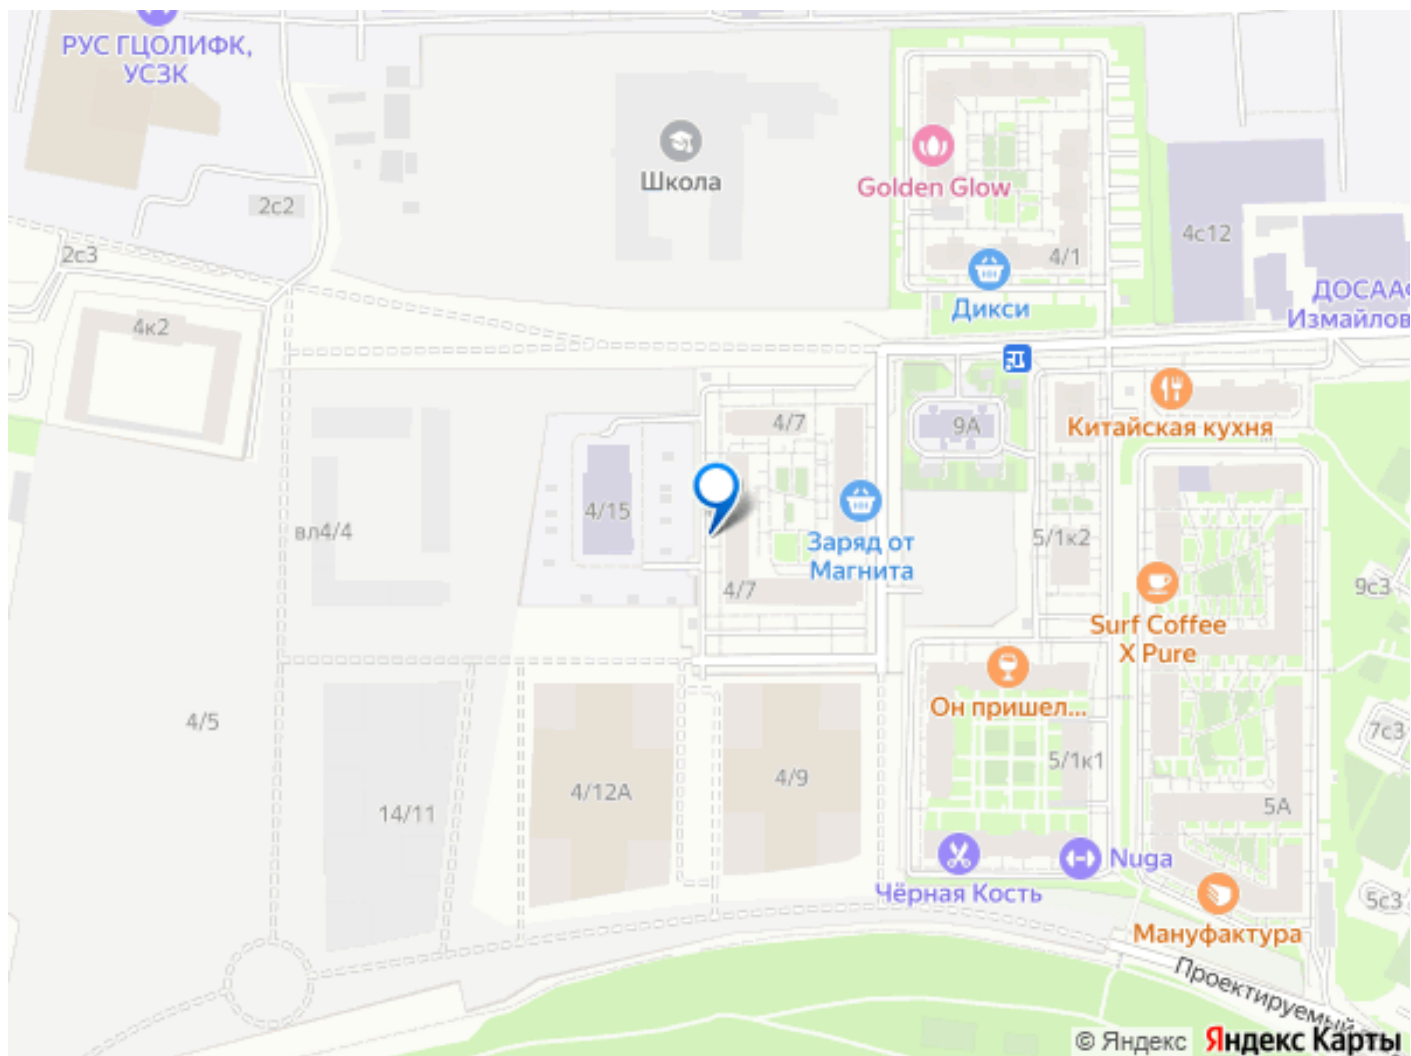 РУС ГЦОЛИФК,
УСЗК
Школа
Golden Glow
2с2
4с12
2с3
4/1
ДОСААФ
Дикси
Измайлов
4к2
4/7
9А
Китайская кухня
4/15
вл4/4
Заряд от
Магнита
5/1к2
4/7
9с3
Surf Coffee
X Pure
Он пришел...
4/5
7с3
5/1к1
4/9
4/12А
14/11
5А
Nuga
Чёрная Кость
5с3
Мануфактура
Проектируемый
© Яндекс Яндекс Карты